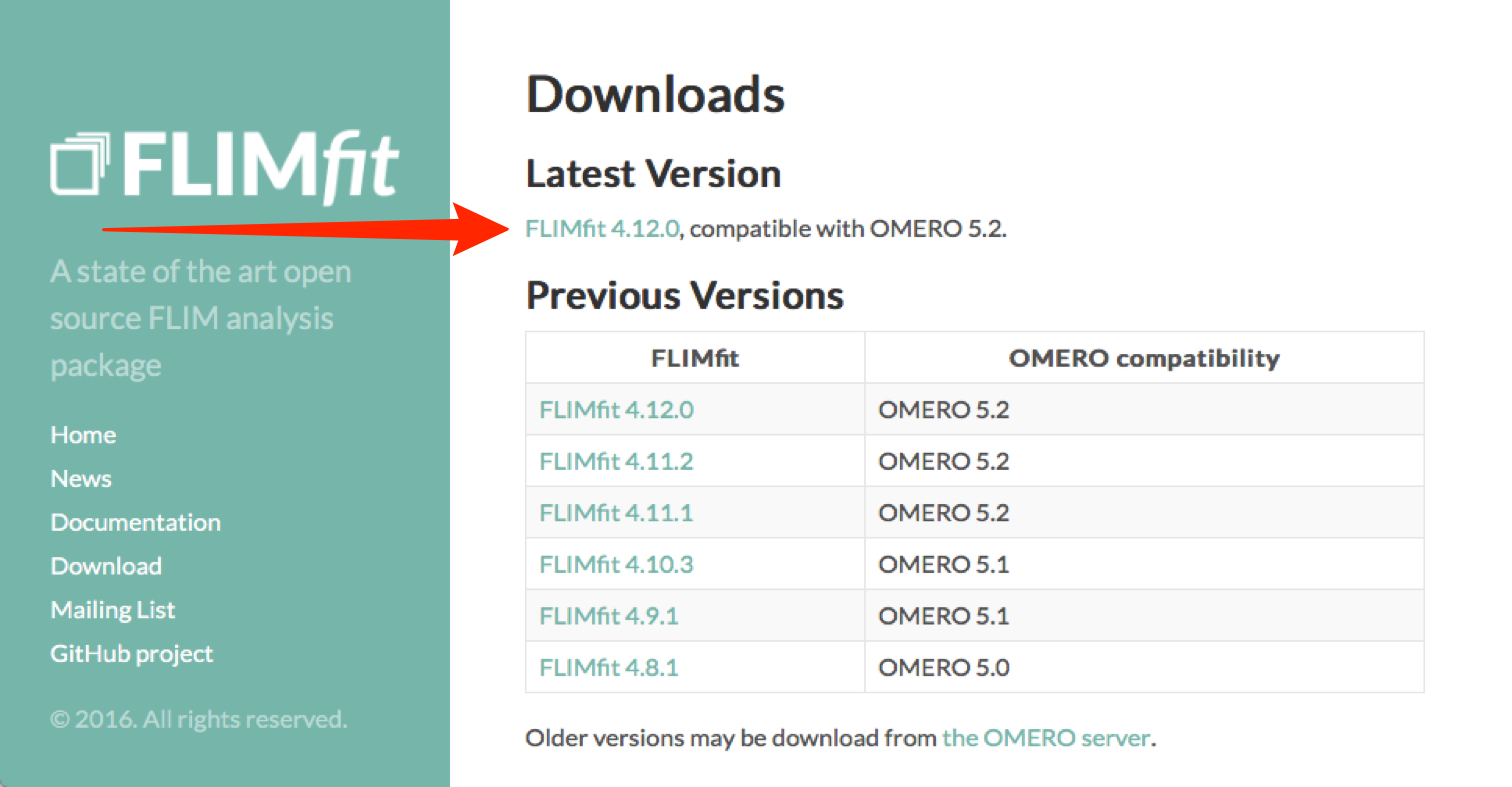 FLIMfit
A state of the art open
source FLIM analysis
package
Home
News
Documentation
Download
Mailing List
GitHub project
© 2016. All rights reserved.
Downloads
Latest Version
FLIMfit 4.12.0, compatible with OMERO 5.2.
Previous Versions
FLIMfit OMERO compatibility
FLIMfit 4.12.0 OMERO 5.2
FLIMfit 4.11.2 OMERO 5.2
FLIMfit 4.11.1 OMERO 5.2
FLIMfit 4.10.3 OMERO 5.1
FLIMfit 4.9.1 OMERO 5.1
FLIMfit 4.8.1 OMERO 5.0
Older versions may be download from the OMERO server.